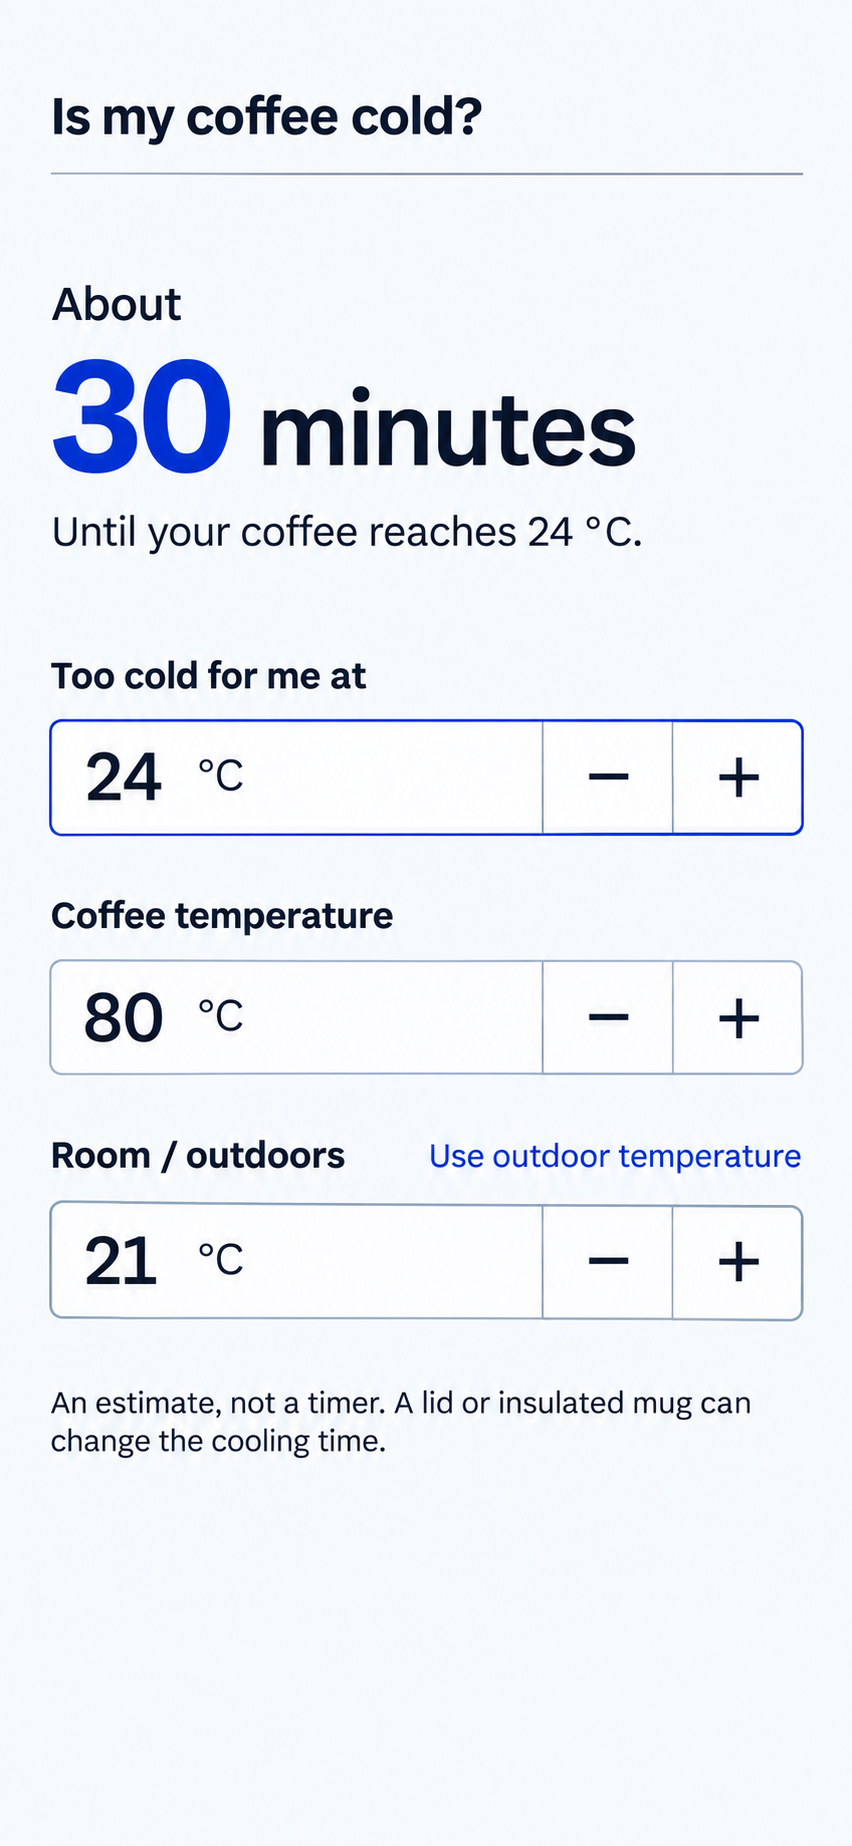 Is my coffee cold?
About
30 minutes
Until your coffee reaches 24 °C.
Too cold for me at
24 °C − +
Coffee temperature
80 °C − +
Room / outdoors Use outdoor temperature
21 °C − +
An estimate, not a timer. A lid or insulated mug can
change the cooling time.